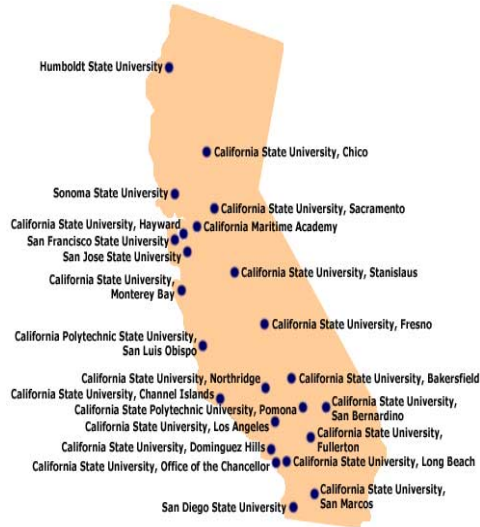 Humboldt State University
California State University, Chico
Sonoma State University
California State University, Sacramento
California State University, Hayward
California Maritime Academy
San Francisco State University
San Jose State University
California State University, Stanislaus
California State University,
Monterey Bay
California State University, Fresno
California Polytechnic State University,
San Luis Obispo
California State University, Northridge
California State University, Bakersfield
California State University, Channel Islands
California State Polytechnic University, Pomona
California State University,
San Bernardino
California State University, Los Angeles
California State University,
Fullerton
California State University, Dominguez Hills
California State University, Office of the Chancellor
California State University, Long Beach
California State University,
San Marcos
San Diego State University